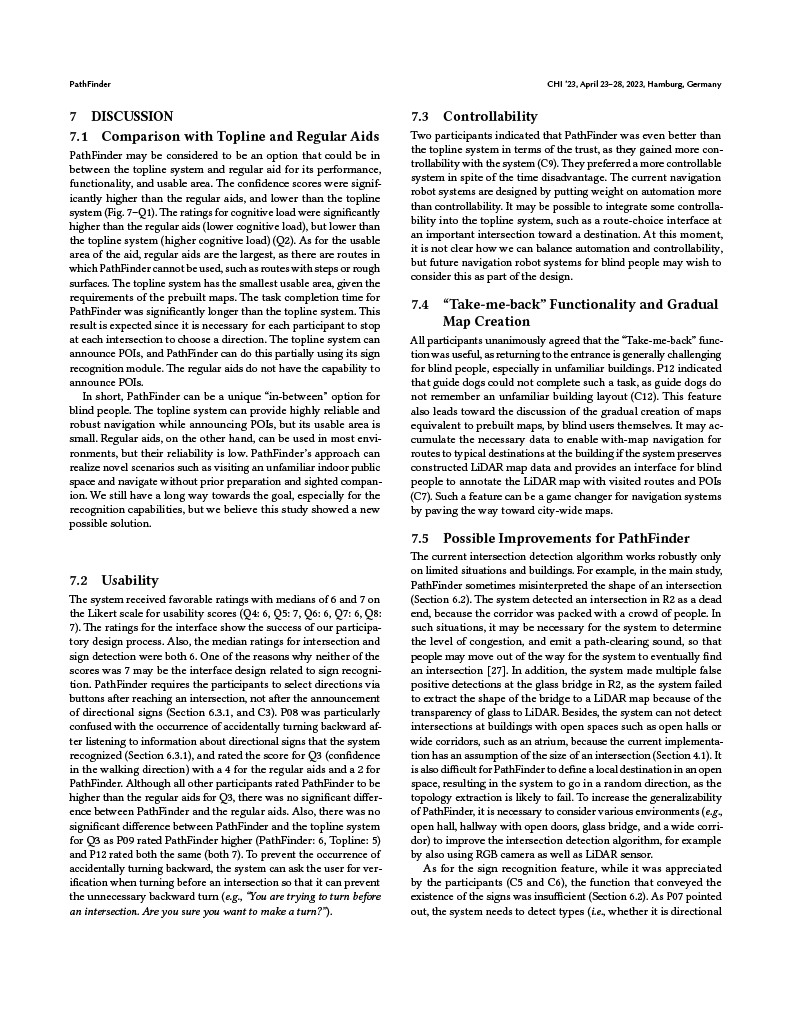 PathFinder
CHI '23, April 23–28, 2023, Hamburg, Germany
7 DISCUSSION
7.1 Comparison with Topline and Regular Aids
PathFinder may be considered to be an option that could be in
between the topline system and regular aid for its performance,
functionality, and usable area. The confidence scores were signif-
icantly higher than the regular aids, and lower than the topline
system (Fig. 7–Q1). The ratings for cognitive load were significantly
higher than the regular aids (lower cognitive load), but lower than
the topline system (higher cognitive load) (Q2). As for the usable
area of the aid, regular aids are the largest, as there are routes in
which PathFinder cannot be used, such as routes with steps or rough
surfaces. The topline system has the smallest usable area, given the
requirements of the prebuilt maps. The task completion time for
PathFinder was significantly longer than the topline system. This
result is expected since it is necessary for each participant to stop
at each intersection to choose a direction. The topline system can
announce POIs, and PathFinder can do this partially using its sign
recognition module. The regular aids do not have the capability to
announce POIs.
In short, PathFinder can be a unique “in-between” option for
blind people. The topline system can provide highly reliable and
robust navigation while announcing POIs, but its usable area is
small. Regular aids, on the other hand, can be used in most envi-
ronments, but their reliability is low. PathFinder's approach can
realize novel scenarios such as visiting an unfamiliar indoor public
space and navigate without prior preparation and sighted compan-
ion. We still have a long way towards the goal, especially for the
recognition capabilities, but we believe this study showed a new
possible solution.
7.2 Usability
The system received favorable ratings with medians of 6 and 7 on
the Likert scale for usability scores (Q4: 6, Q5: 7, Q6: 6, Q7: 6, Q8:
7). The ratings for the interface show the success of our participa-
tory design process. Also, the median ratings for intersection and
sign detection were both 6. One of the reasons why neither of the
scores was 7 may be the interface design related to sign recogni-
tion. PathFinder requires the participants to select directions via
buttons after reaching an intersection, not after the announcement
of directional signs (Section 6.3.1, and C3). P08 was particularly
confused with the occurrence of accidentally turning backward af-
ter listening to information about directional signs that the system
recognized (Section 6.3.1), and rated the score for Q3 (confidence
in the walking direction) with a 4 for the regular aids and a 2 for
PathFinder. Although all other participants rated PathFinder to be
higher than the regular aids for Q3, there was no significant differ-
ence between PathFinder and the regular aids. Also, there was no
significant difference between PathFinder and the topline system
for Q3 as P09 rated PathFinder higher (PathFinder: 6, Topline: 5)
and P12 rated both the same (both 7). To prevent the occurrence of
accidentally turning backward, the system can ask the user for ver-
ification when turning before an intersection so that it can prevent
the unnecessary backward turn (e.g., “You are trying to turn before
an intersection. Are you sure you want to make a turn?”).
7.3 Controllability
Two participants indicated that PathFinder was even better than
the topline system in terms of the trust, as they gained more con-
trollability with the system (C9). They preferred a more controllable
system in spite of the time disadvantage. The current navigation
robot systems are designed by putting weight on automation more
than controllability. It may be possible to integrate some controlla-
bility into the topline system, such as a route-choice interface at
an important intersection toward a destination. At this moment,
it is not clear how we can balance automation and controllability,
but future navigation robot systems for blind people may wish to
consider this as part of the design.
7.4 “Take-me-back” Functionality and Gradual
Map Creation
All participants unanimously agreed that the “Take-me-back” func-
tion was useful, as returning to the entrance is generally challenging
for blind people, especially in unfamiliar buildings. P12 indicated
that guide dogs could not complete such a task, as guide dogs do
not remember an unfamiliar building layout (C12). This feature
also leads toward the discussion of the gradual creation of maps
equivalent to prebuilt maps, by blind users themselves. It may ac-
cumulate the necessary data to enable with-map navigation for
routes to typical destinations at the building if the system preserves
constructed LiDAR map data and provides an interface for blind
people to annotate the LiDAR map with visited routes and POIs
(C7). Such a feature can be a game changer for navigation systems
by paving the way toward city-wide maps.
7.5 Possible Improvements for PathFinder
The current intersection detection algorithm works robustly only
on limited situations and buildings. For example, in the main study,
PathFinder sometimes misinterpreted the shape of an intersection
(Section 6.2). The system detected an intersection in R2 as a dead
end, because the corridor was packed with a crowd of people. In
such situations, it may be necessary for the system to determine
the level of congestion, and emit a path-clearing sound, so that
people may move out of the way for the system to eventually find
an intersection [27]. In addition, the system made multiple false
positive detections at the glass bridge in R2, as the system failed
to extract the shape of the bridge to a LiDAR map because of the
transparency of glass to LiDAR. Besides, the system can not detect
intersections at buildings with open spaces such as open halls or
wide corridors, such as an atrium, because the current implementa-
tion has an assumption of the size of an intersection (Section 4.1). It
is also difficult for PathFinder to define a local destination in an open
space, resulting in the system to go in a random direction, as the
topology extraction is likely to fail. To increase the generalizability
of PathFinder, it is necessary to consider various environments (e.g.,
open hall, hallway with open doors, glass bridge, and a wide corri-
dor) to improve the intersection detection algorithm, for example
by also using RGB camera as well as LiDAR sensor.
As for the sign recognition feature, while it was appreciated
by the participants (C5 and C6), the function that conveyed the
existence of the signs was insufficient (Section 6.2). As P07 pointed
out, the system needs to detect types (i.e., whether it is directional